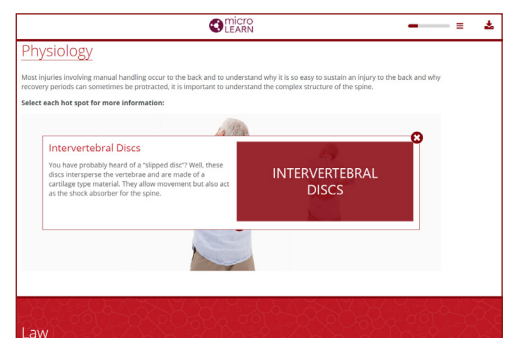 micro
LEARN
Physiology
Most injuries involving manual handling occur to the back and to understand why it is so easy to sustain an injury to the back and why
recovery periods can sometimes be protracted, it is important to understand the complex structure of the spine.
Select each hot spot for more information:
Intervertebral Discs
You have probably heard of a "slipped disc"? Well, these
discs intersperse the vertebrae and are made of a
cartilage type material. They allow movement but also act
as the shock absorber for the spine.
INTERVERTEBRAL
DISCS
Law